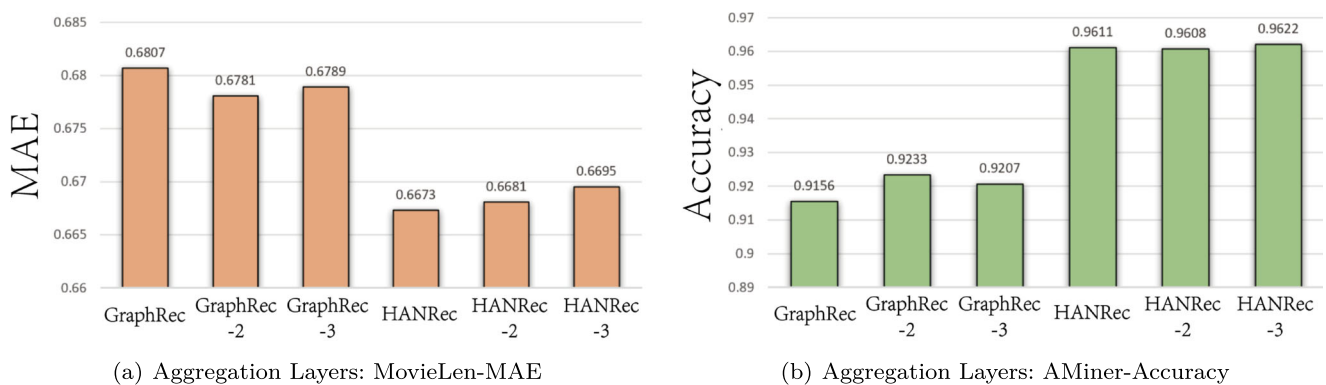 MAE
0.685
0.68
0.675
0.67
0.665
0.66
0.6807
0.6781
0.6789
0.6673
0.6681
0.6695
GraphRec
GraphRec
-2
GraphRec
-3
HANRec
HANRec
-2
HANRec
-3
(a) Aggregation Layers: MovieLen-MAE
Accuracy
0.97
0.96
0.95
0.94
0.93
0.92
0.91
0.9
0.89
0.9156
0.9233
0.9207
0.9611
0.9608
0.9622
GraphRec
GraphRec
-2
GraphRec
-3
HANRec
HANRec
-2
HANRec
-3
(b) Aggregation Layers: AMiner-Accuracy